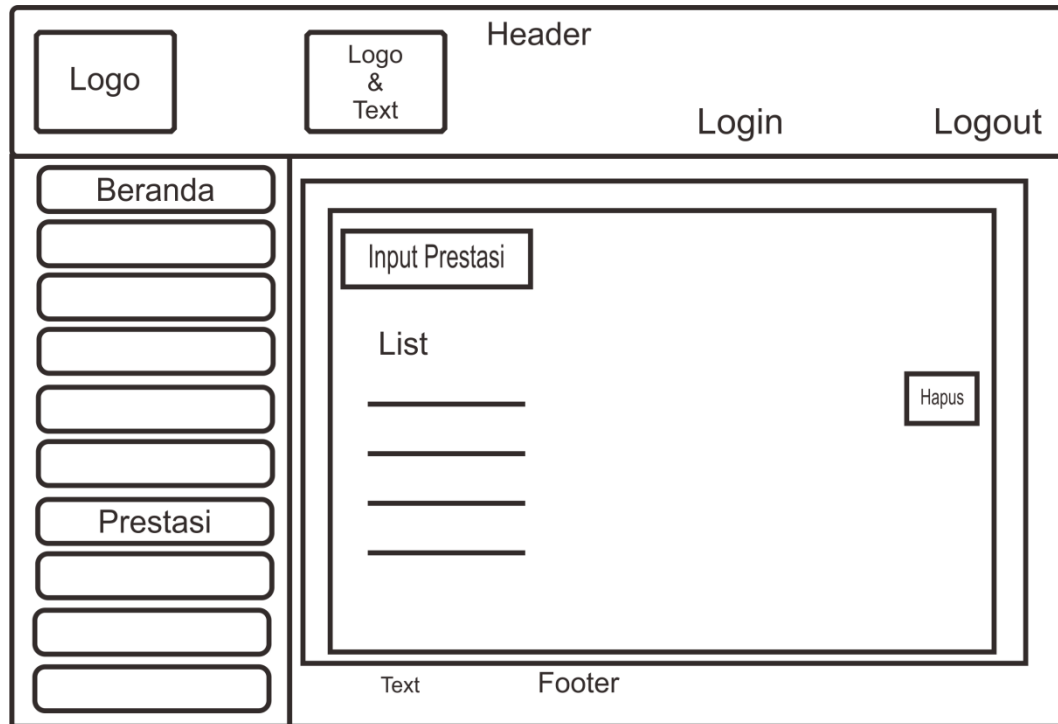 Header
Logo
Logo
&
Text
Login
Logout
Beranda
Prestasi
Input Prestasi
List
Hapus
Text
Footer